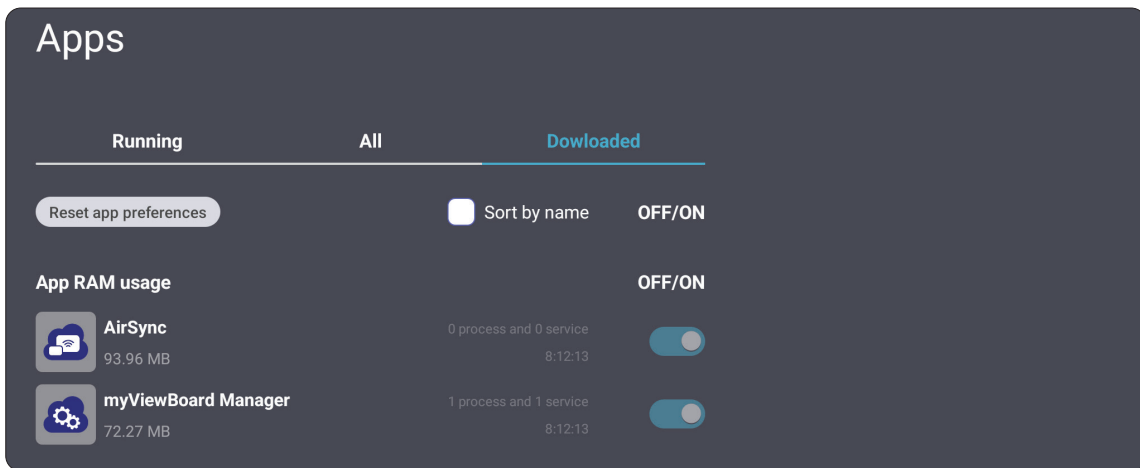 Apps
Running All Dowloaded
Reset app preferences Sort by name OFF/ON
App RAM usage OFF/ON
AirSync 0 process and 0 service
93.96 MB 8:12:13
myViewBoard Manager 1 process and 1 service
72.27 MB 8:12:13